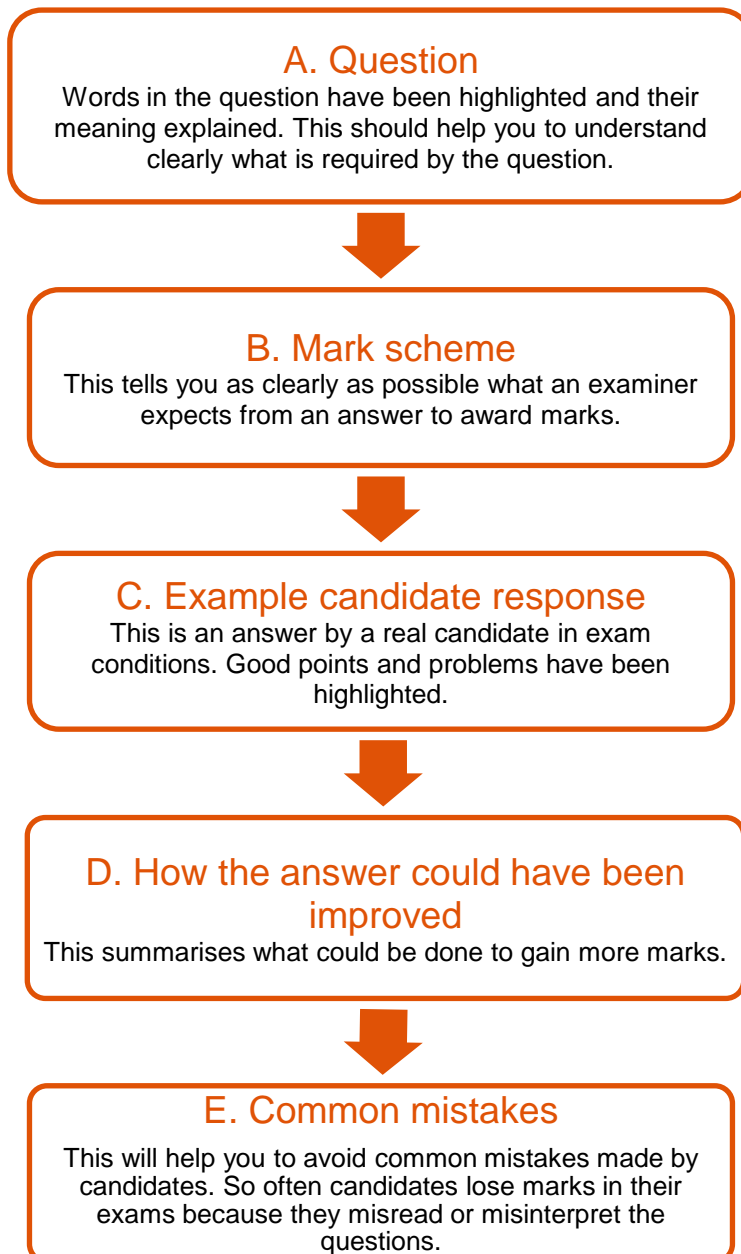 A. Question
Words in the question have been highlighted and their
meaning explained. This should help you to understand
clearly what is required by the question.
B. Mark scheme
This tells you as clearly as possible what an examiner
expects from an answer to award marks.
C. Example candidate response
This is an answer by a real candidate in exam
conditions. Good points and problems have been
highlighted.
D. How the answer could have been
improved
This summarises what could be done to gain more marks.
E. Common mistakes
This will help you to avoid common mistakes made by
candidates. So often candidates lose marks in their
exams because they misread or misinterpret the
questions.